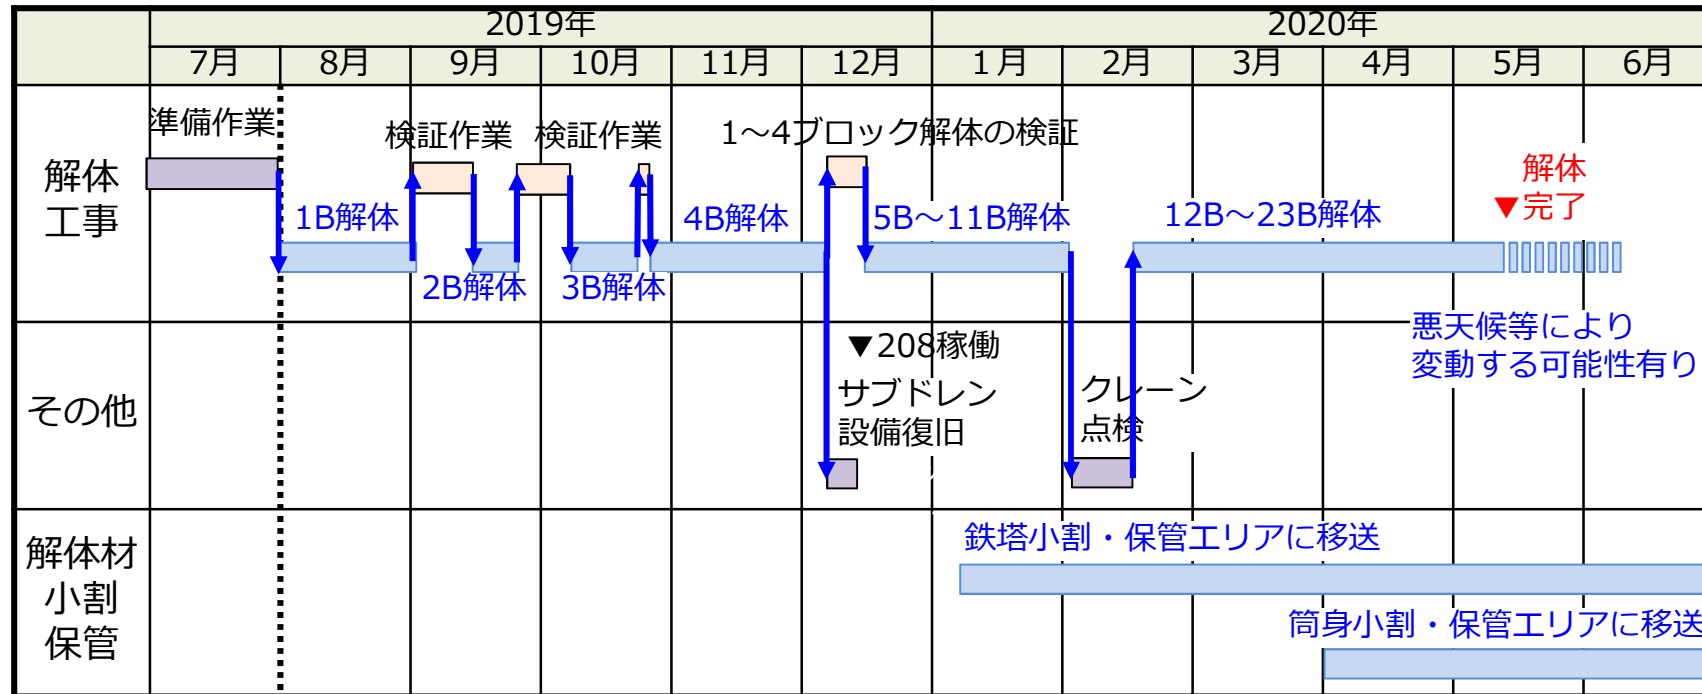 2019年
2020年
7月
8月
9月
10月
11月
12月
1月
2月
3月
4月
5月
6月
解体
工事
準備作業
検証作業
検証作業
1～4ブロック解体の検証
1B解体
2B解体
3B解体
4B解体
5B～11B解体
12B～23B解体
解体
▼完了
悪天候等により
変動する可能性有り
その他
▼208稼働
サブドレン
設備復旧
クレーン
点検
解体材
小割
保管
鉄塔小割・保管エリアに移送
筒身小割・保管エリアに移送